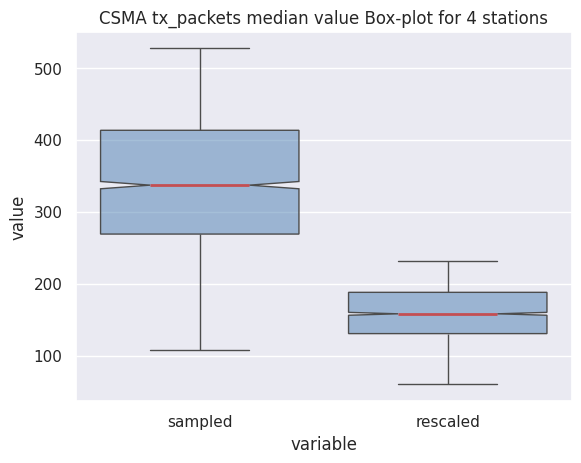 CSMA tx_packets median value Box-plot for 4 stations
500
400
300
200
100
value
sampled
rescaled
variable